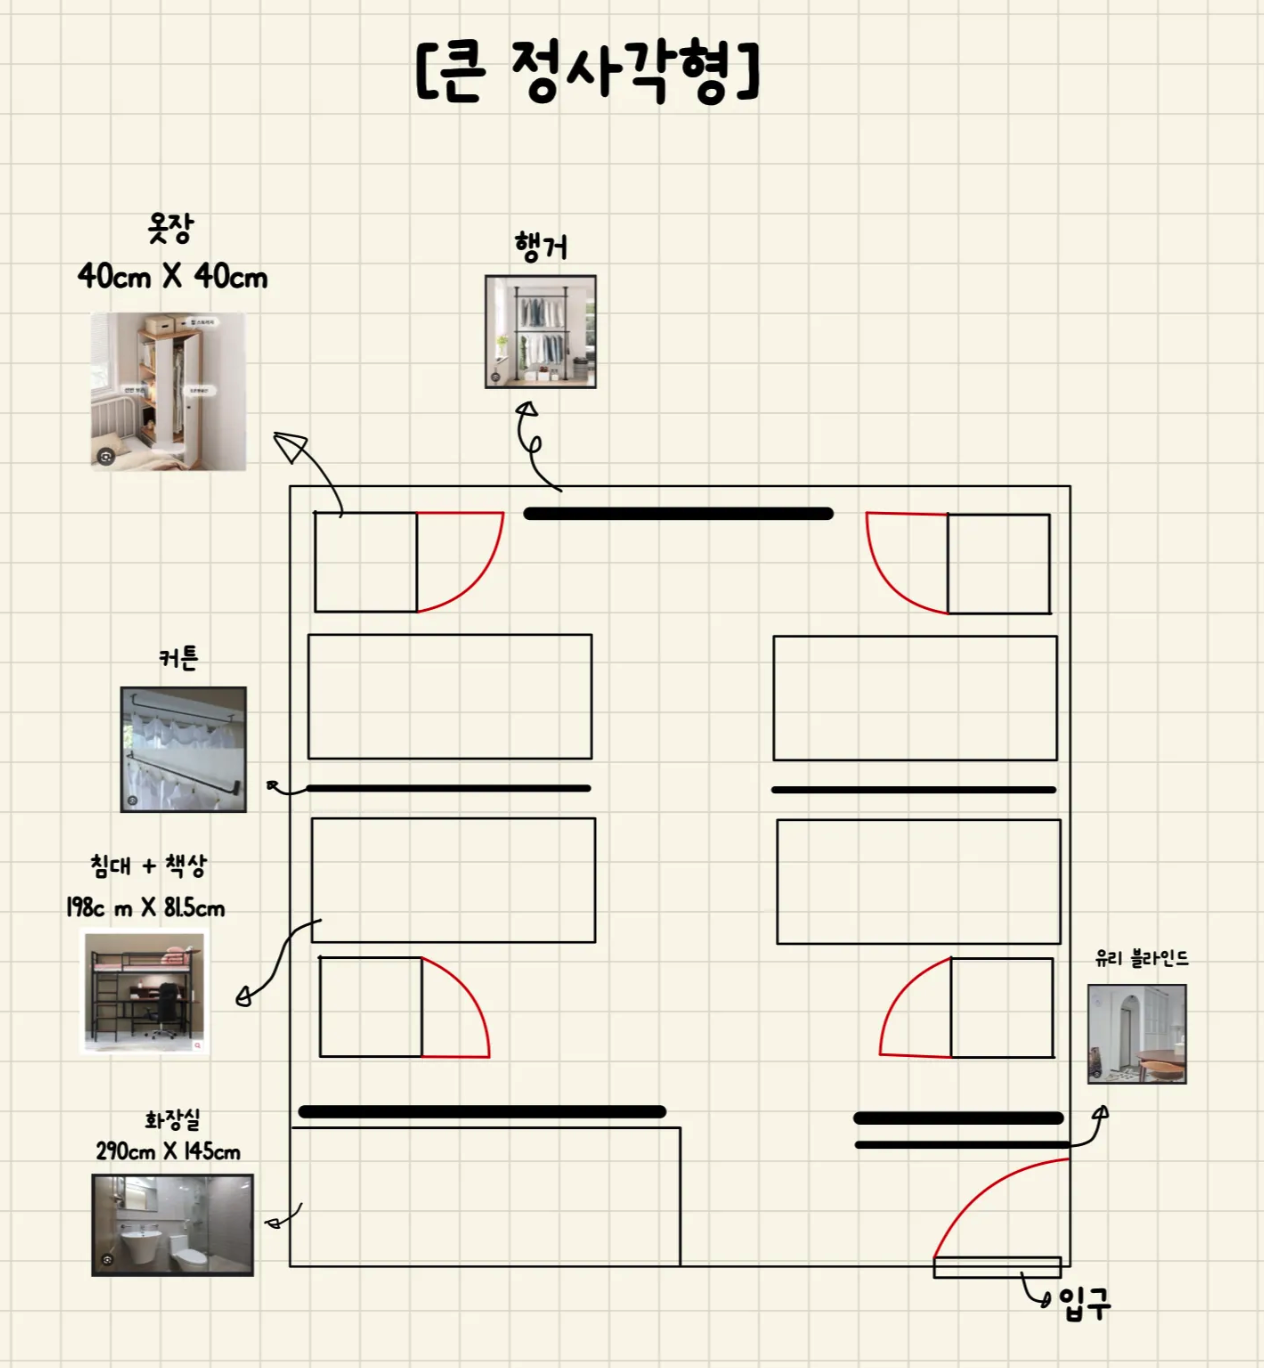 [큰 정사각형]
옷장
40cm X 40cm
행거
커튼
침대 + 책상
198c m X 81.5cm
유리 블라인드
화장실
290cm X 145cm
입구